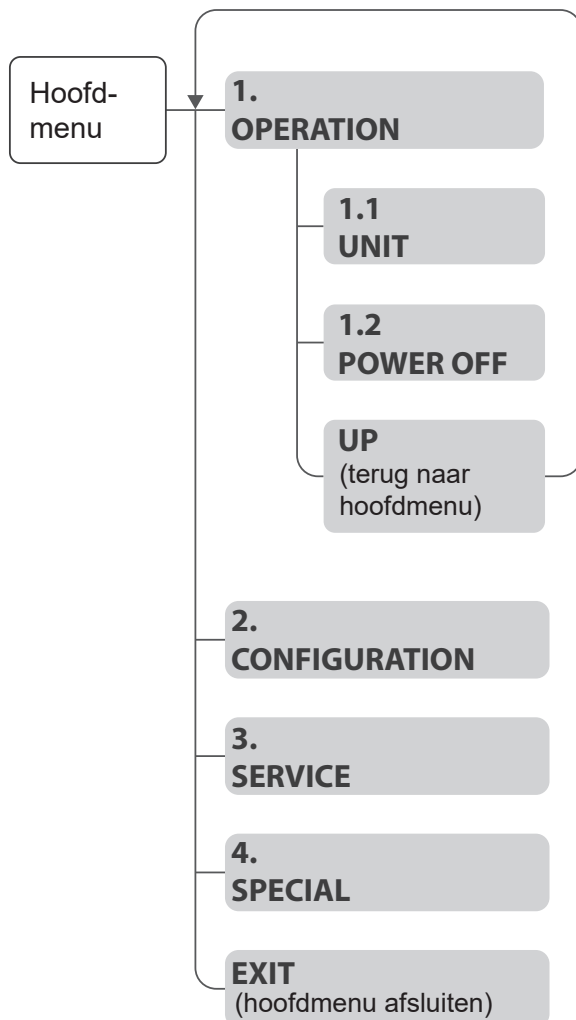 Hoofd-
menu
1.
OPERATION
1.1
UNIT
1.2
POWER OFF
UP
(terug naar
hoofdmenu)
2.
CONFIGURATION
3.
SERVICE
4.
SPECIAL
EXIT
(hoofdmenu afsluiten)